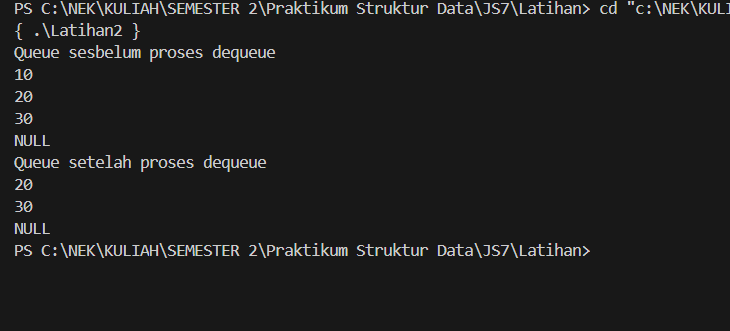 PS C:\NEK\KULIAH\SEMESTER 2\Praktikum Struktur Data\JS7\Latihan> cd "c:\NEK\KULI
{ .\Latihan2 }
Queue sesbelum proses dequeue
10
20
30
NULL
Queue setelah proses dequeue
20
30
NULL
PS C:\NEK\KULIAH\SEMESTER 2\Praktikum Struktur Data\JS7\Latihan>